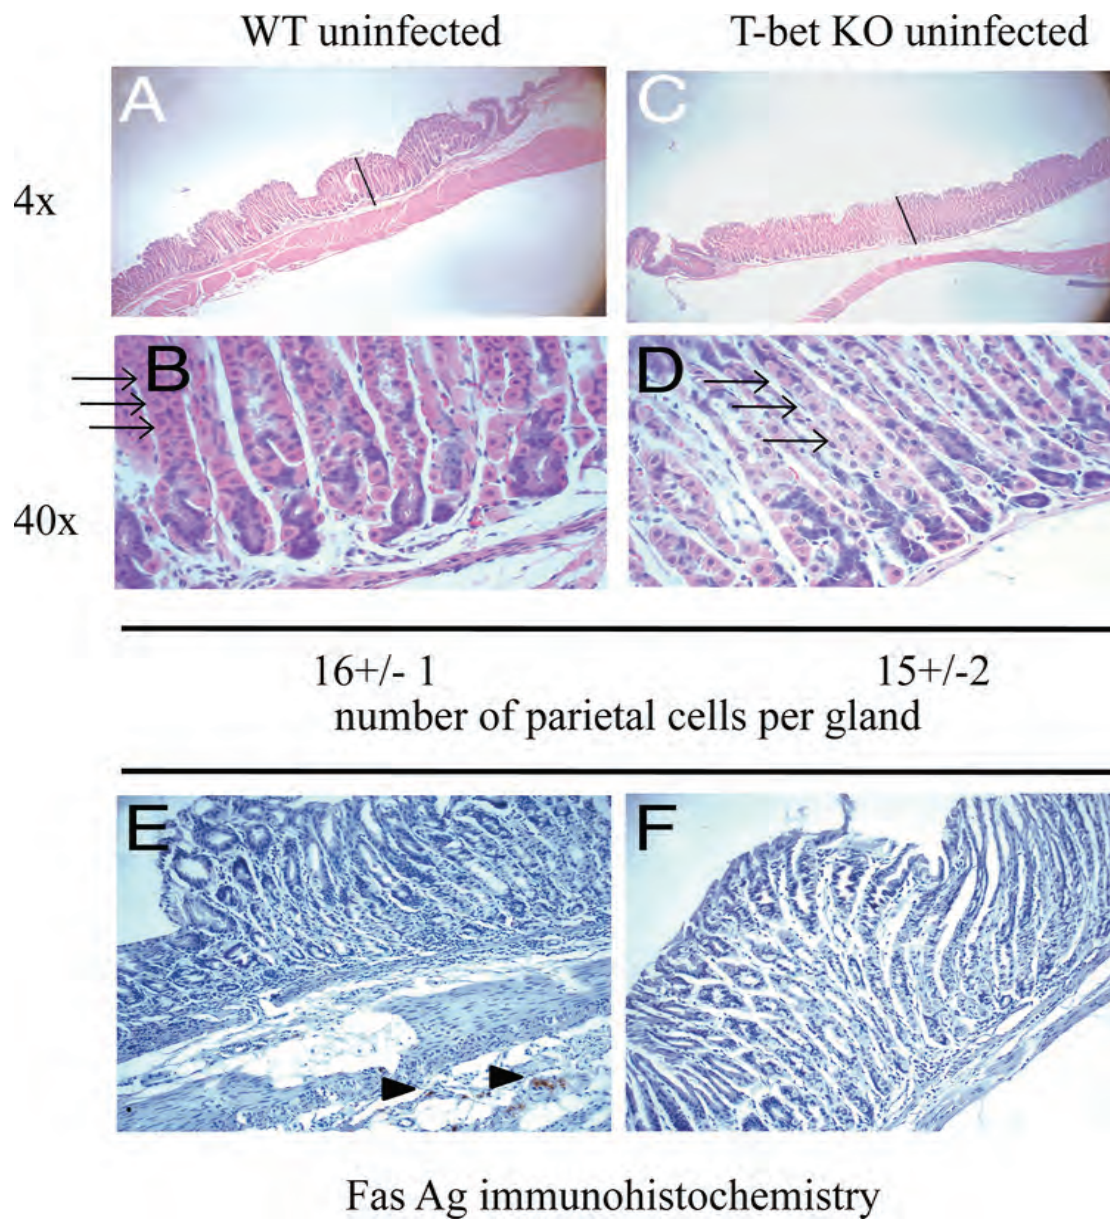 WT uninfected
T-bet KO uninfected
A
C
4x
B
D
40x
16+/- 1
15+/-2
number of parietal cells per gland
E
F
Fas Ag immunohistochemistry